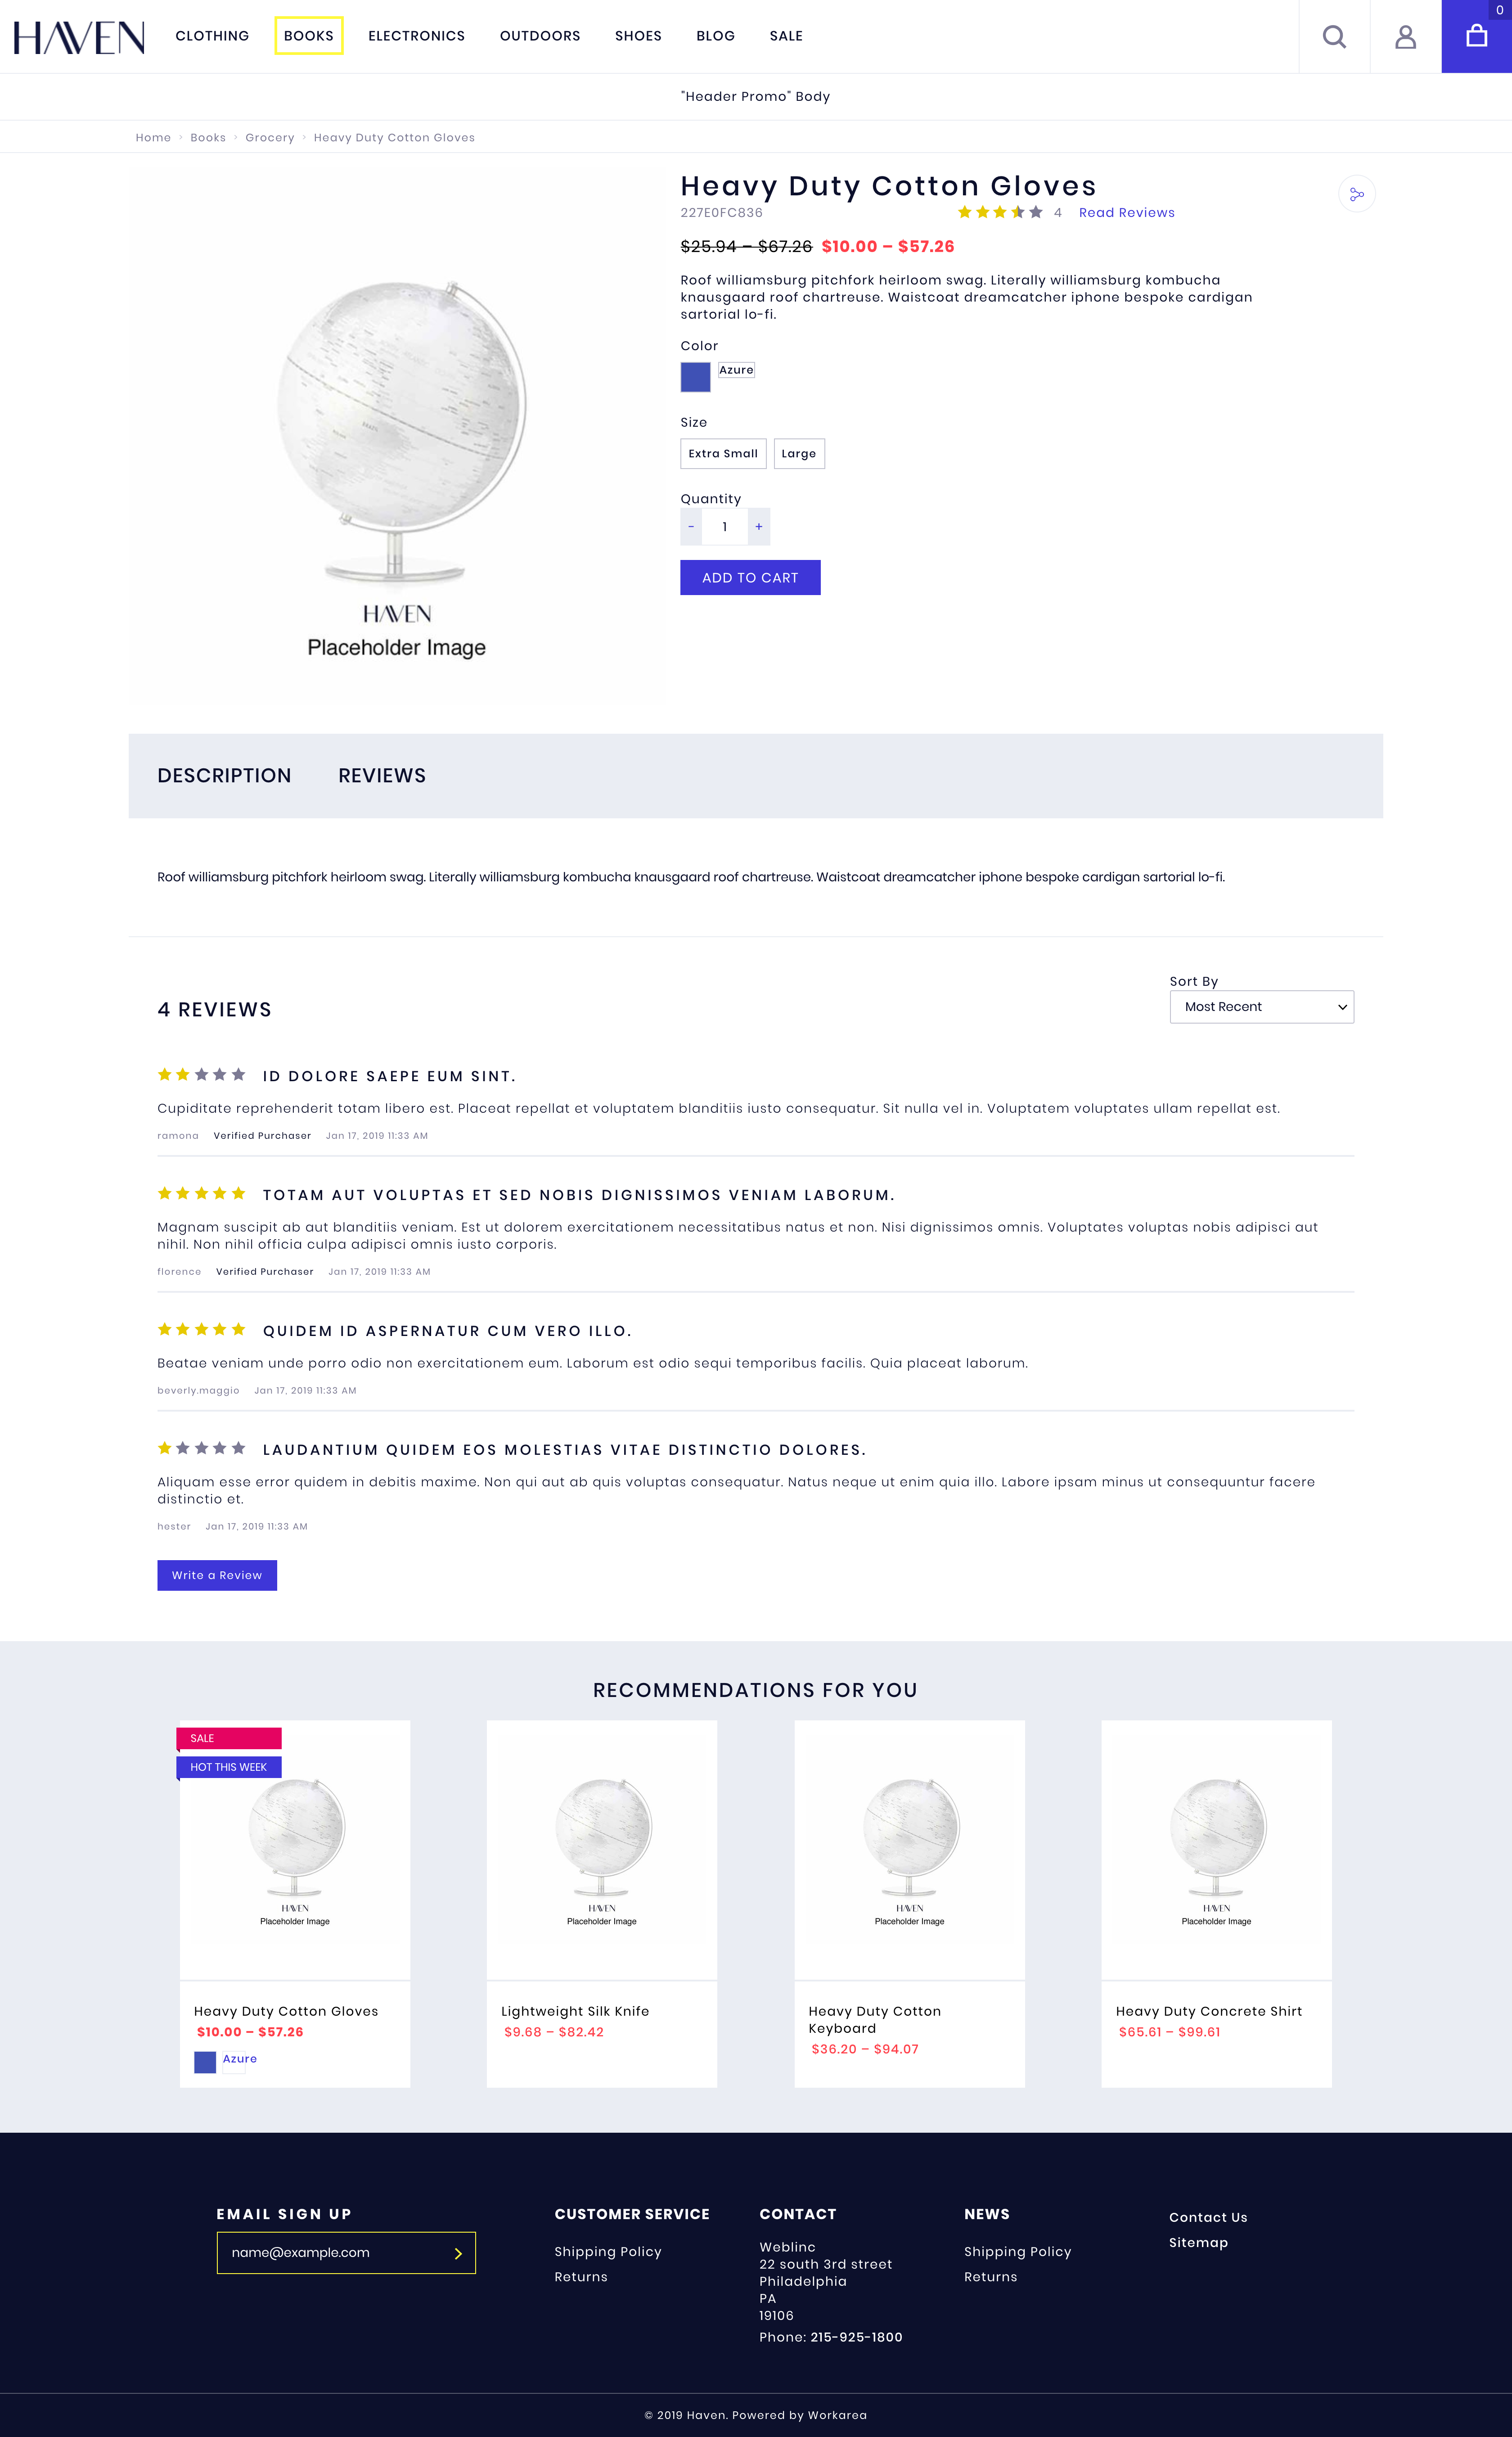 HAVEN
CLOTHING
BOOKS
ELECTRONICS
OUTDOORS
SHOES
BLOG
SALE
0
"Header Promo" Body
Home > Books > Grocery > Heavy Duty Cotton Gloves
Heavy Duty Cotton Gloves
227E0FC836
4 Read Reviews
$25.94 – $67.26 $10.00 – $57.26
Roof williamsburg pitchfork heirloom swag. Literally williamsburg kombucha
knausgaard roof chartreuse. Waistcoat dreamcatcher iphone bespoke cardigan
sartorial lo-fi.
Color
Azure
Size
Extra Small Large
Quantity
- 1 +
ADD TO CART
HAVEN
Placeholder Image
DESCRIPTION REVIEWS
Roof williamsburg pitchfork heirloom swag. Literally williamsburg kombucha knausgaard roof chartreuse. Waistcoat dreamcatcher iphone bespoke cardigan sartorial lo-fi.
Sort By
Most Recent
4 REVIEWS
ID DOLORE SAEPE EUM SINT.
Cupiditate reprehenderit totam libero est. Placeat repellat et voluptatem blanditiis iusto consequatur. Sit nulla vel in. Voluptatem voluptates ullam repellat est.
ramona Verified Purchaser Jan 17, 2019 11:33 AM
TOTAM AUT VOLUPTAS ET SED NOBIS DIGNISSIMOS VENIAM LABORUM.
Magnam suscipit ab aut blanditiis veniam. Est ut dolorem exercitationem necessitatibus natus et non. Nisi dignissimos omnis. Voluptates voluptas nobis adipisci aut
nihil. Non nihil officia culpa adipisci omnis iusto corporis.
florence Verified Purchaser Jan 17, 2019 11:33 AM
QUIDEM ID ASPERNATUR CUM VERO ILLO.
Beatae veniam unde porro odio non exercitationem eum. Laborum est odio sequi temporibus facilis. Quia placeat laborum.
beverly.maggio Jan 17, 2019 11:33 AM
LAUDANTIUM QUIDEM EOS MOLESTIAS VITAE DISTINCTIO DOLORES.
Aliquam esse error quidem in debitis maxime. Non qui aut ab quis voluptas consequatur. Natus neque ut enim quia illo. Labore ipsam minus ut consequuntur facere
distinctio et.
hester Jan 17, 2019 11:33 AM
Write a Review
RECOMMENDATIONS FOR YOU
SALE
HOT THIS WEEK
HAVEN
Placeholder Image
Heavy Duty Cotton Gloves
$10.00 – $57.26
Azure
HAVEN
Placeholder Image
Lightweight Silk Knife
$9.68 – $82.42
HAVEN
Placeholder Image
Heavy Duty Cotton
Keyboard
$36.20 – $94.07
HAVEN
Placeholder Image
Heavy Duty Concrete Shirt
$65.61 – $99.61
EMAIL SIGN UP
name@example.com
CUSTOMER SERVICE
Shipping Policy
Returns
CONTACT
Weblinc
22 south 3rd street
Philadelphia
PA
19106
Phone: 215-925-1800
NEWS
Shipping Policy
Returns
Contact Us
Sitemap
© 2019 Haven. Powered by Workarea